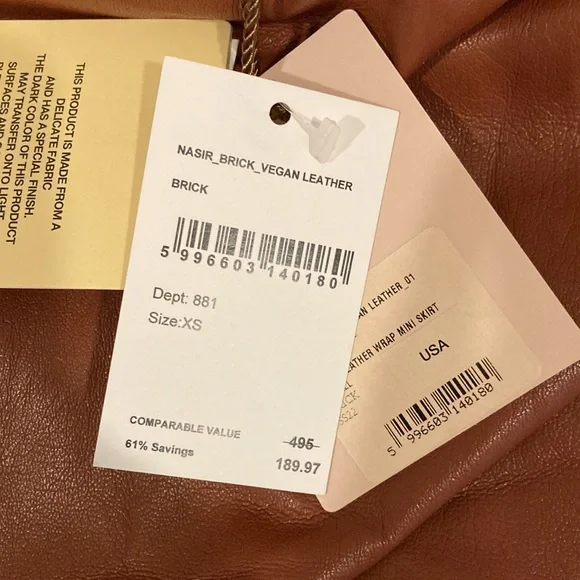 THIS PRODUCT IS MADE FROM A
DELICATE FABRIC
AND HAS A SPECIAL FINISH.
THE DARK COLOR OF THIS PRODUCT
MAY TRANSFER ONTO LIGHT
SURFACES AND
NASIR_BRICK_VEGAN LEATHER
BRICK
5 996603 140180
Dept: 881
Size:XS
COMPARABLE VALUE 495
61% Savings 189.97
LEATHER_01
WRAP MINI SKIRT
USA
5 996603 140180